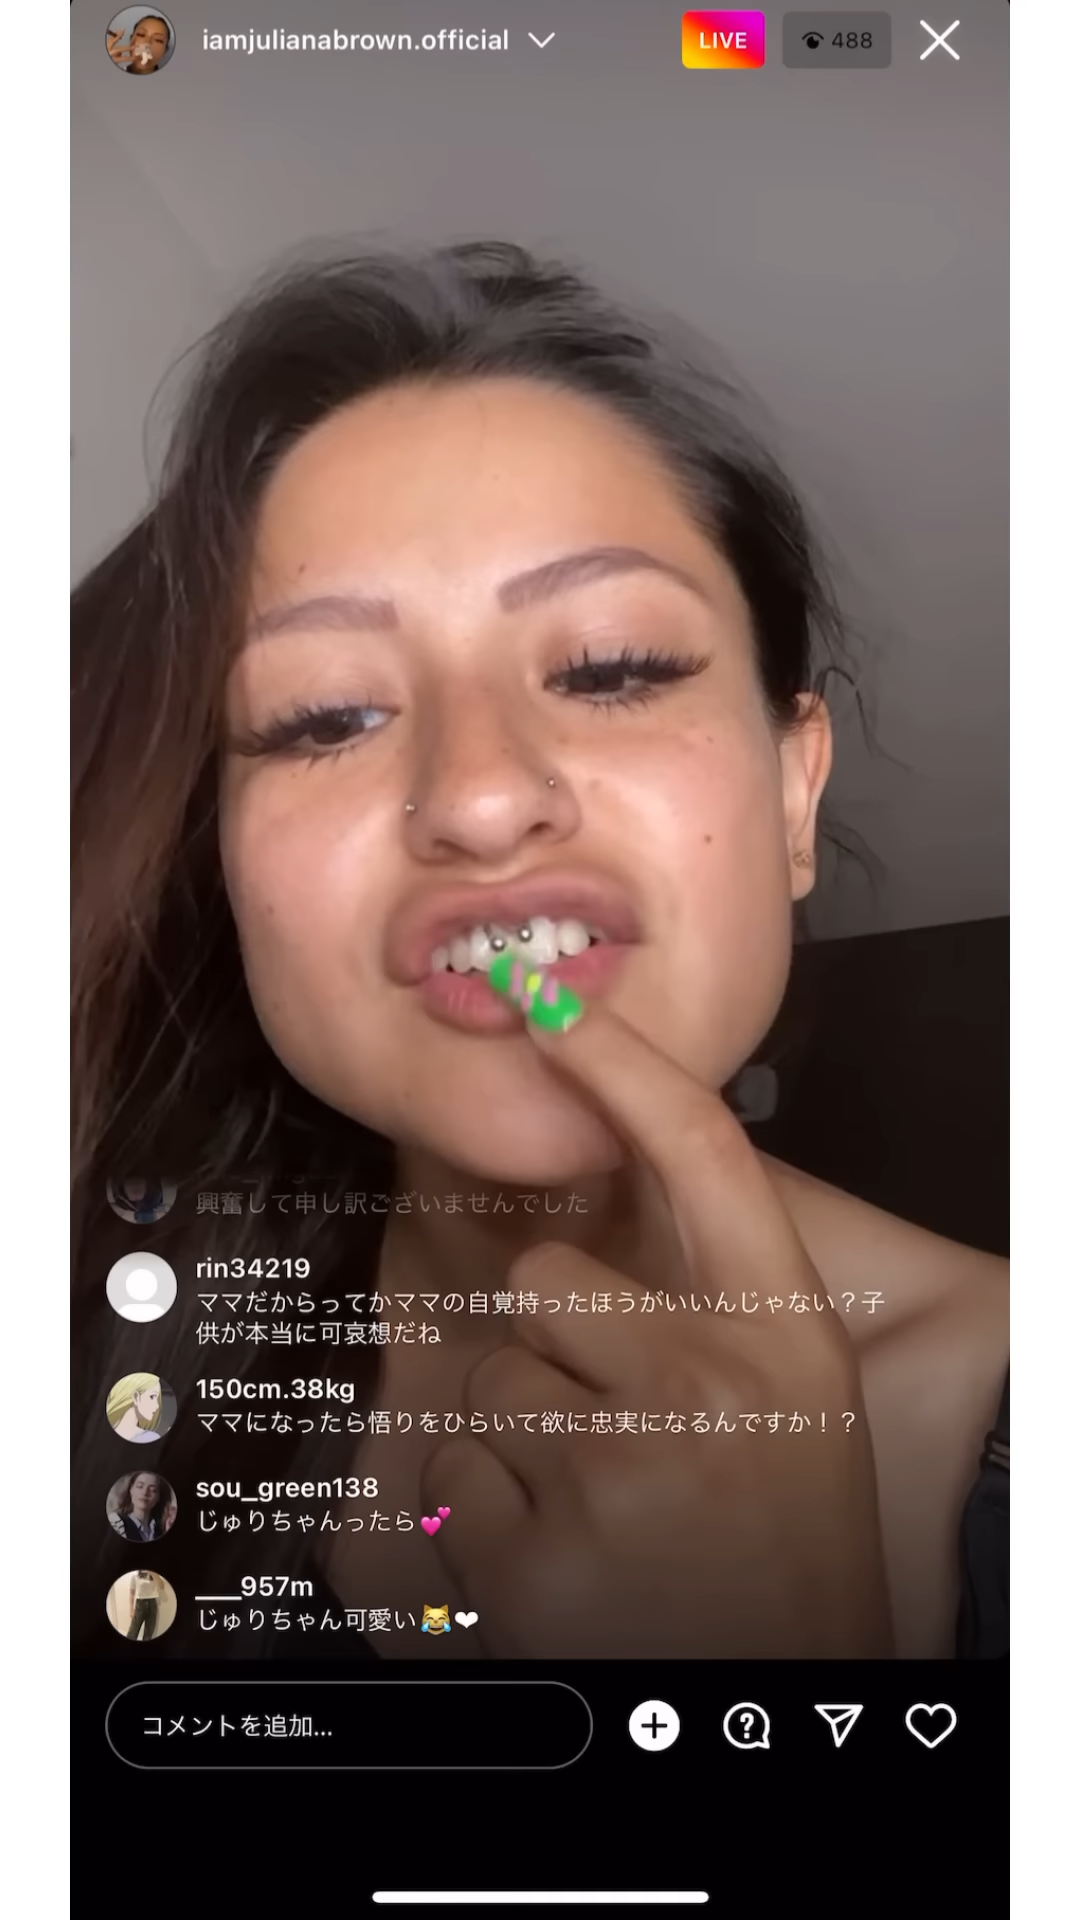 iamjulianabrown.official
LIVE
488
興奮して申し訳ございませんでした
rin34219
ママだからってかママの自覚持ったほうがいいんじゃない？子
供が本当に可哀想だね
150cm.38kg
ママになったら悟りをひらいて欲に忠実になるんですか！？
sou_green138
じゅりちゃんったら💕
___957m
じゅりちゃん可愛い😹❤
コメントを追加...